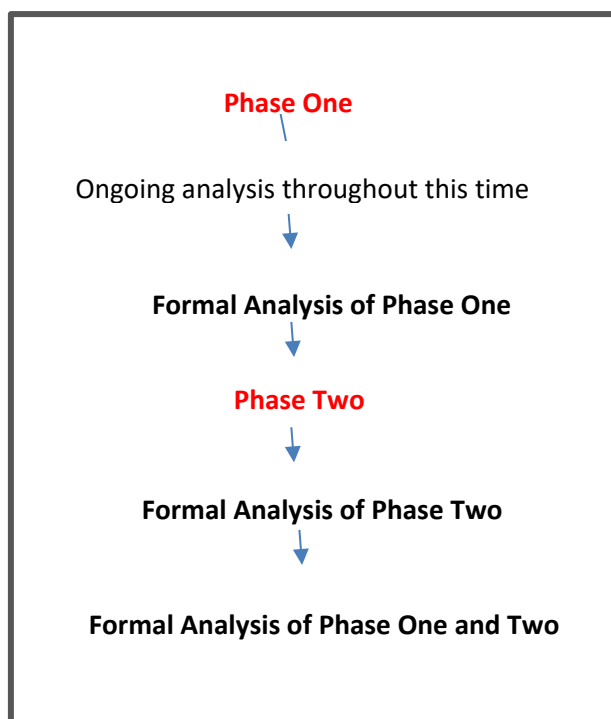 Phase One
Ongoing analysis throughout this time
Formal Analysis of Phase One
Phase Two
Formal Analysis of Phase Two
Formal Analysis of Phase One and Two